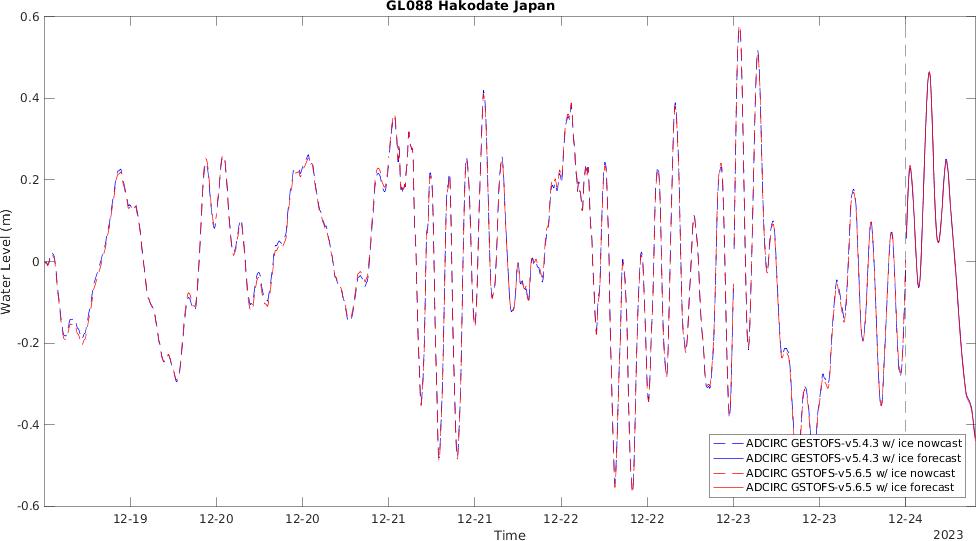 GL088 Hakodate Japan
0.6
0.4
0.2
0
-0.2
-0.4
-0.6
Water Level (m)
12-19
12-20
12-20
12-21
12-21
12-22
12-22
12-23
12-23
12-24
Time
2023
ADCIRC GESTOFS-v5.4.3 w/ ice nowcast
ADCIRC GESTOFS-v5.4.3 w/ ice forecast
ADCIRC GSTOFS-v5.6.5 w/ ice nowcast
ADCIRC GSTOFS-v5.6.5 w/ ice forecast